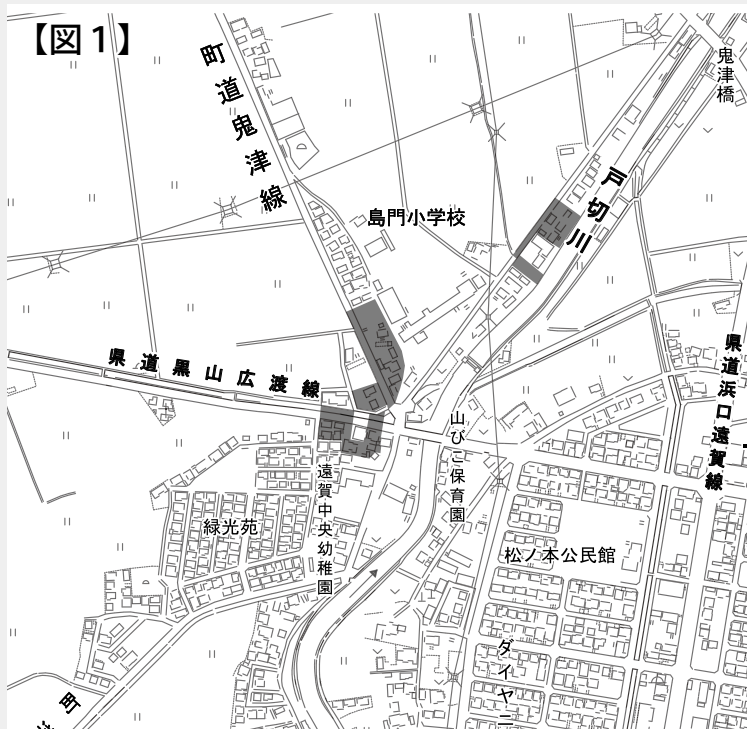 【図1】
鬼津橋
町道鬼津線
戸切川
島門小学校
県道黒山広渡線
県道浜口遠賀線
山びこ保育園
遠賀中央幼稚園
緑光苑
松ノ本公民館
ダイヤニ
町